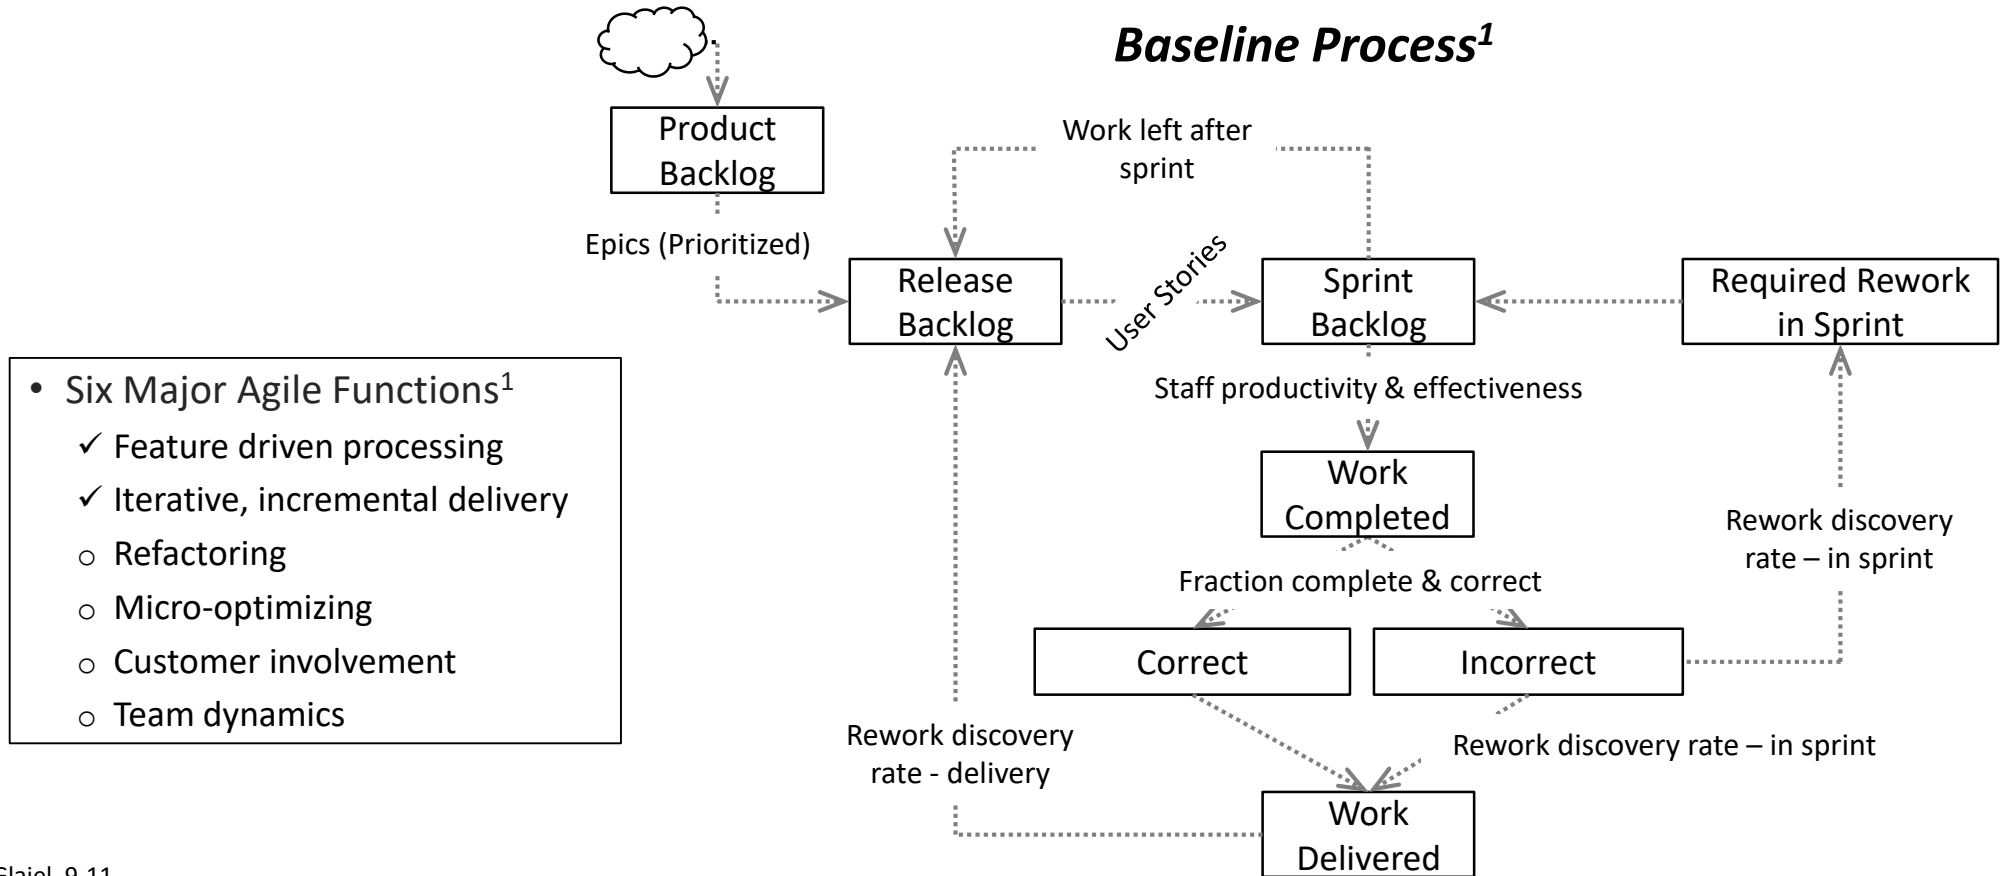 Baseline Process¹
Product
Backlog
Work left after
sprint
Epics (Prioritized)
Release
Backlog
User Stories
Sprint
Backlog
Required Rework
in Sprint
• Six Major Agile Functions¹
✓ Feature driven processing
✓ Iterative, incremental delivery
o Refactoring
o Micro-optimizing
o Customer involvement
o Team dynamics
Staff productivity & effectiveness
Work
Completed
Rework discovery
rate – in sprint
Fraction complete & correct
Correct
Incorrect
Rework discovery
rate - delivery
Rework discovery rate – in sprint
Work
Delivered
9-11